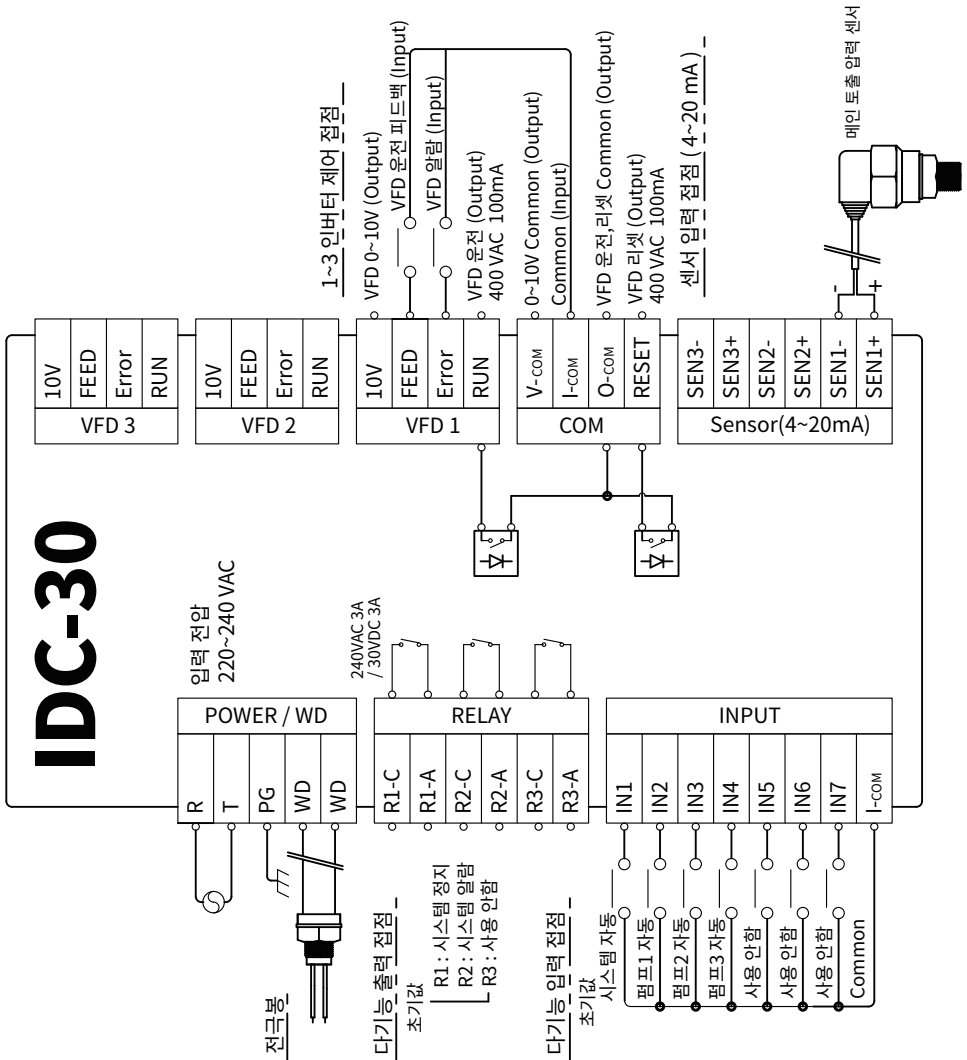 IDC-30
입력 전압
220~240 VAC
POWER / WD
R
T
PG
WD
WD
전극봉
240VAC 3A
/ 30VDC 3A
RELAY
R1-C
R1-A
R2-C
R2-A
R3-C
R3-A
다기능 출력 접점
초기값
R1 : 시스템 정지
R2 : 시스템 알람
R3 : 사용 안함
INPUT
IN1
IN2
IN3
IN4
IN5
IN6
IN7
I-COM
다기능 입력 접점
초기값
시스템 자동
펌프1 자동
펌프2 자동
펌프3 자동
사용 안함
사용 안함
사용 안함
Common
10V
FEED
Error
RUN
VFD 3
10V
FEED
Error
RUN
VFD 2
10V
FEED
Error
RUN
VFD 1
V-COM
I-COM
O-COM
RESET
COM
SEN3-
SEN3+
SEN2-
SEN2+
SEN1-
SEN1+
Sensor(4~20mA)
1~3 인버터 제어 접점
VFD 0~10V (Output)
VFD 운전 피드백 (Input)
VFD 알람 (Input)
VFD 운전 (Output)
400 VAC 100mA
0~10V Common (Output)
Common (Input)
VFD 운전,리셋 Common (Output)
VFD 리셋 (Output)
400 VAC 100mA
센서 입력 접점 ( 4~20 mA )
-
+
메인 토출 압력 센서